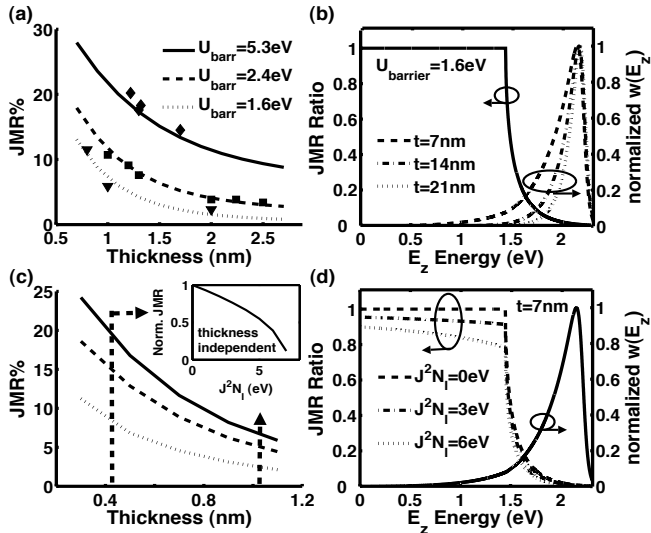 (a)
30
20
10
0
JMR%
U_barr=5.3eV
U_barr=2.4eV
U_barr=1.6eV
0.5 1 1.5 2 2.5
Thickness (nm)
(b)
1
0.8
0.6
0.4
0.2
0
JMR Ratio
U_barrier=1.6eV
t=7nm
t=14nm
t=21nm
1
0.8
0.6
0.4
0.2
0
normalized w(E_z)
0 0.5 1 1.5 2
E_z Energy (eV)
(c)
25
20
15
10
5
0
JMR%
1
0.5
0
Norm. JMR
thickness
independent
0 5
J²N_I (eV)
0.2 0.6 1.0
Thickness (nm)
(d)
1
0.8
0.6
0.4
0.2
0
JMR Ratio
t=7nm
J²N_I=0eV
J²N_I=3eV
J²N_I=6eV
1
0.8
0.6
0.4
0.2
0
normalized w(E_z)
0 0.5 1 1.5 2
E_z Energy (eV)